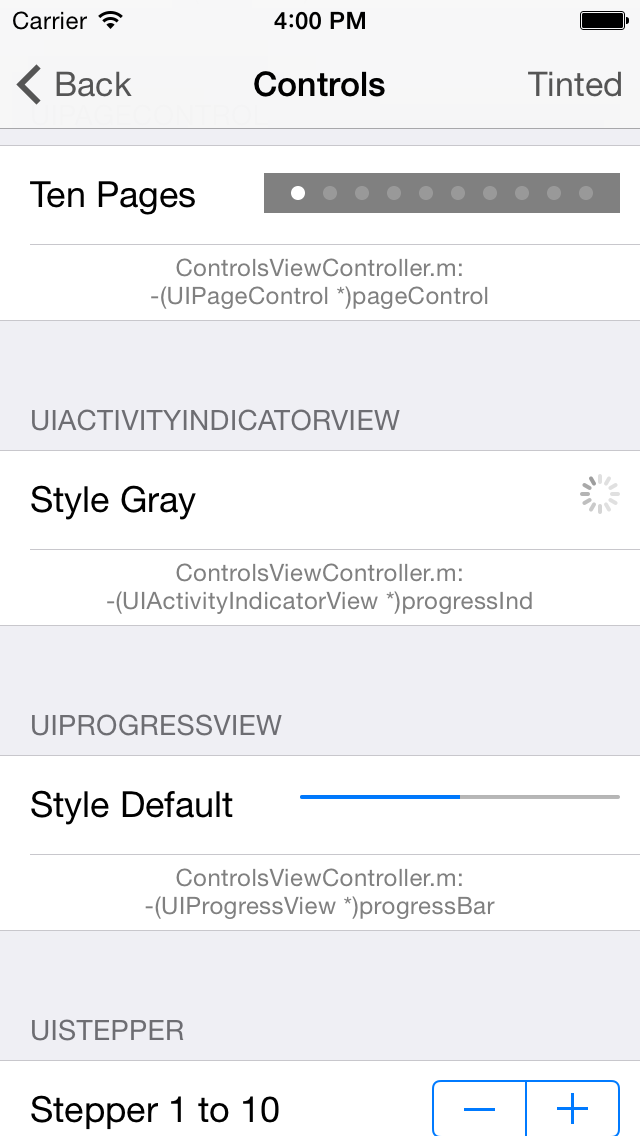 Carrier 4:00 PM
Back Controls Tinted
UIPAGECONTROL
Ten Pages
ControlsViewController.m:
-(UIPageControl *)pageControl
UIACTIVITYINDICATORVIEW
Style Gray
ControlsViewController.m:
-(UIActivityIndicatorView *)progressInd
UIPROGRESSVIEW
Style Default
ControlsViewController.m:
-(UIProgressView *)progressBar
UISTEPPER
Stepper 1 to 10